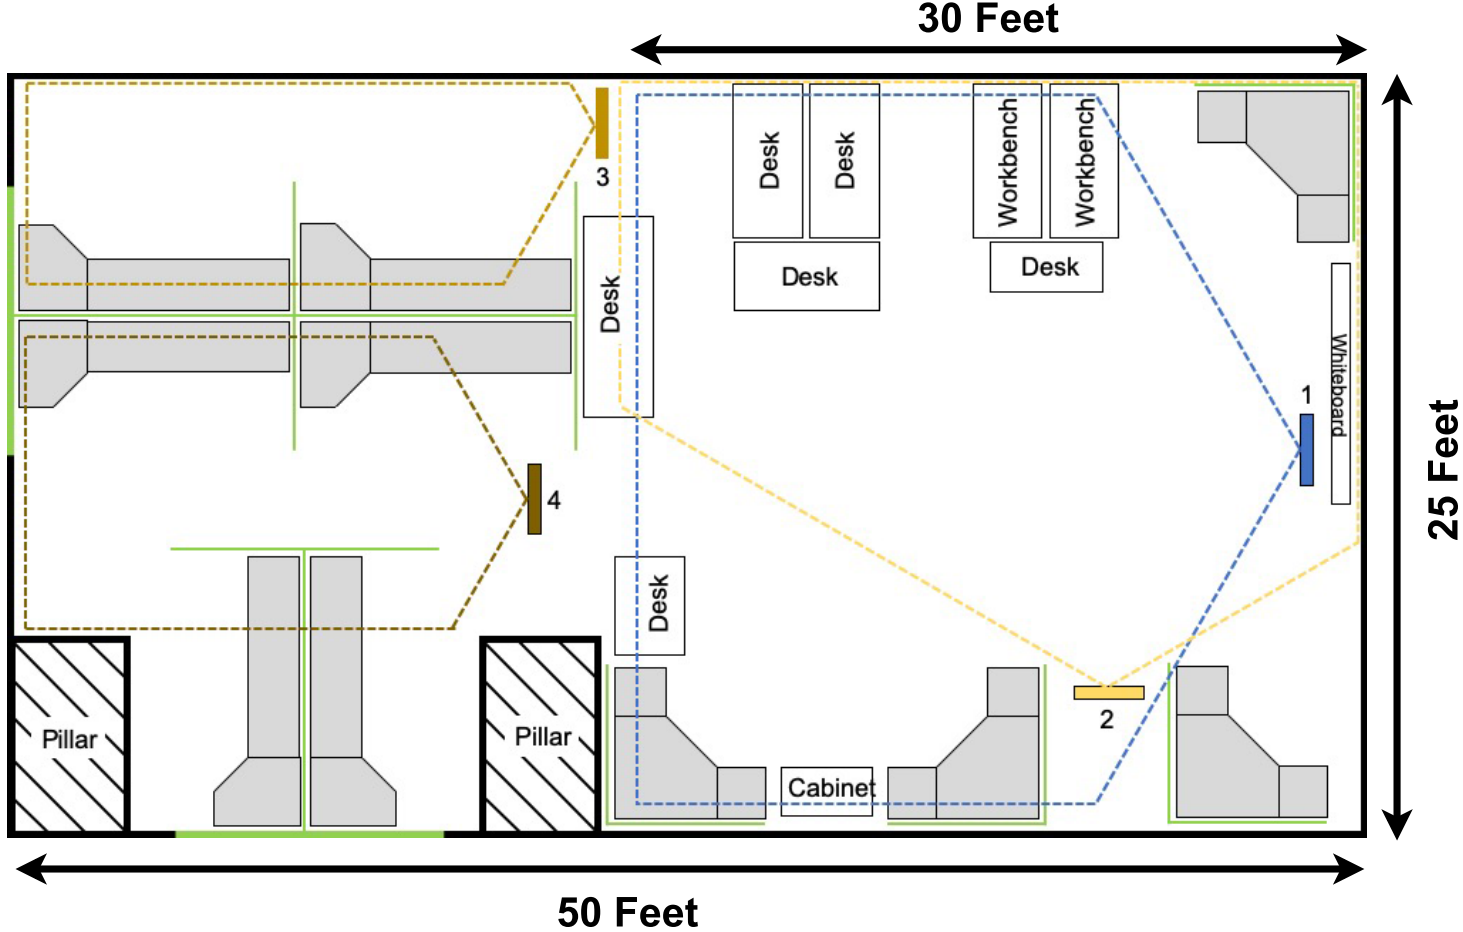 30 Feet
Desk
Desk
Workbench
Workbench
3
Desk
Desk
Desk
Whiteboard
1
25 Feet
4
Desk
2
Pillar
Pillar
Cabinet
50 Feet